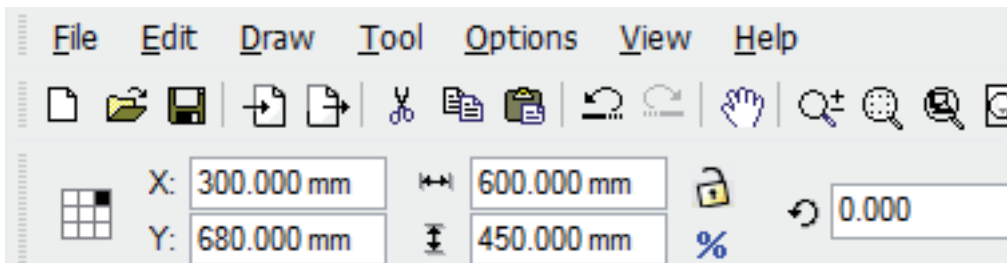 File Edit Draw Tool Options View Help
X: 300.000 mm 600.000 mm 0.000
Y: 680.000 mm 450.000 mm %